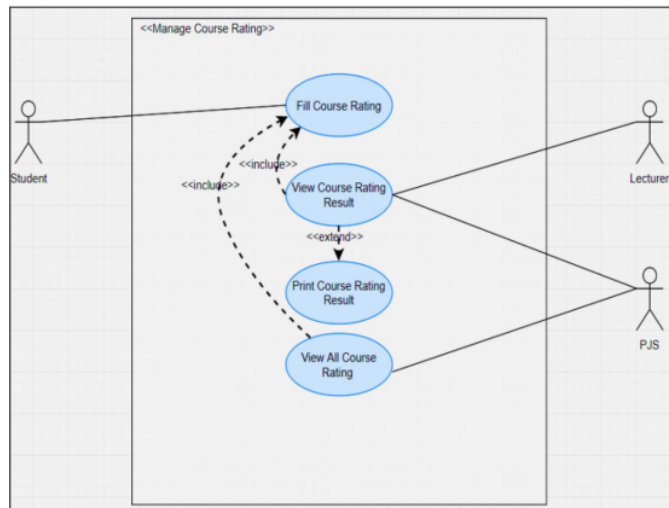 <<Manage Course Rating>>
Fill Course Rating
Student
Lecturer
<<include>>
<<include>>
View Course Rating
Result
<<extend>>
Print Course Rating
Result
PJS
View All Course
Rating